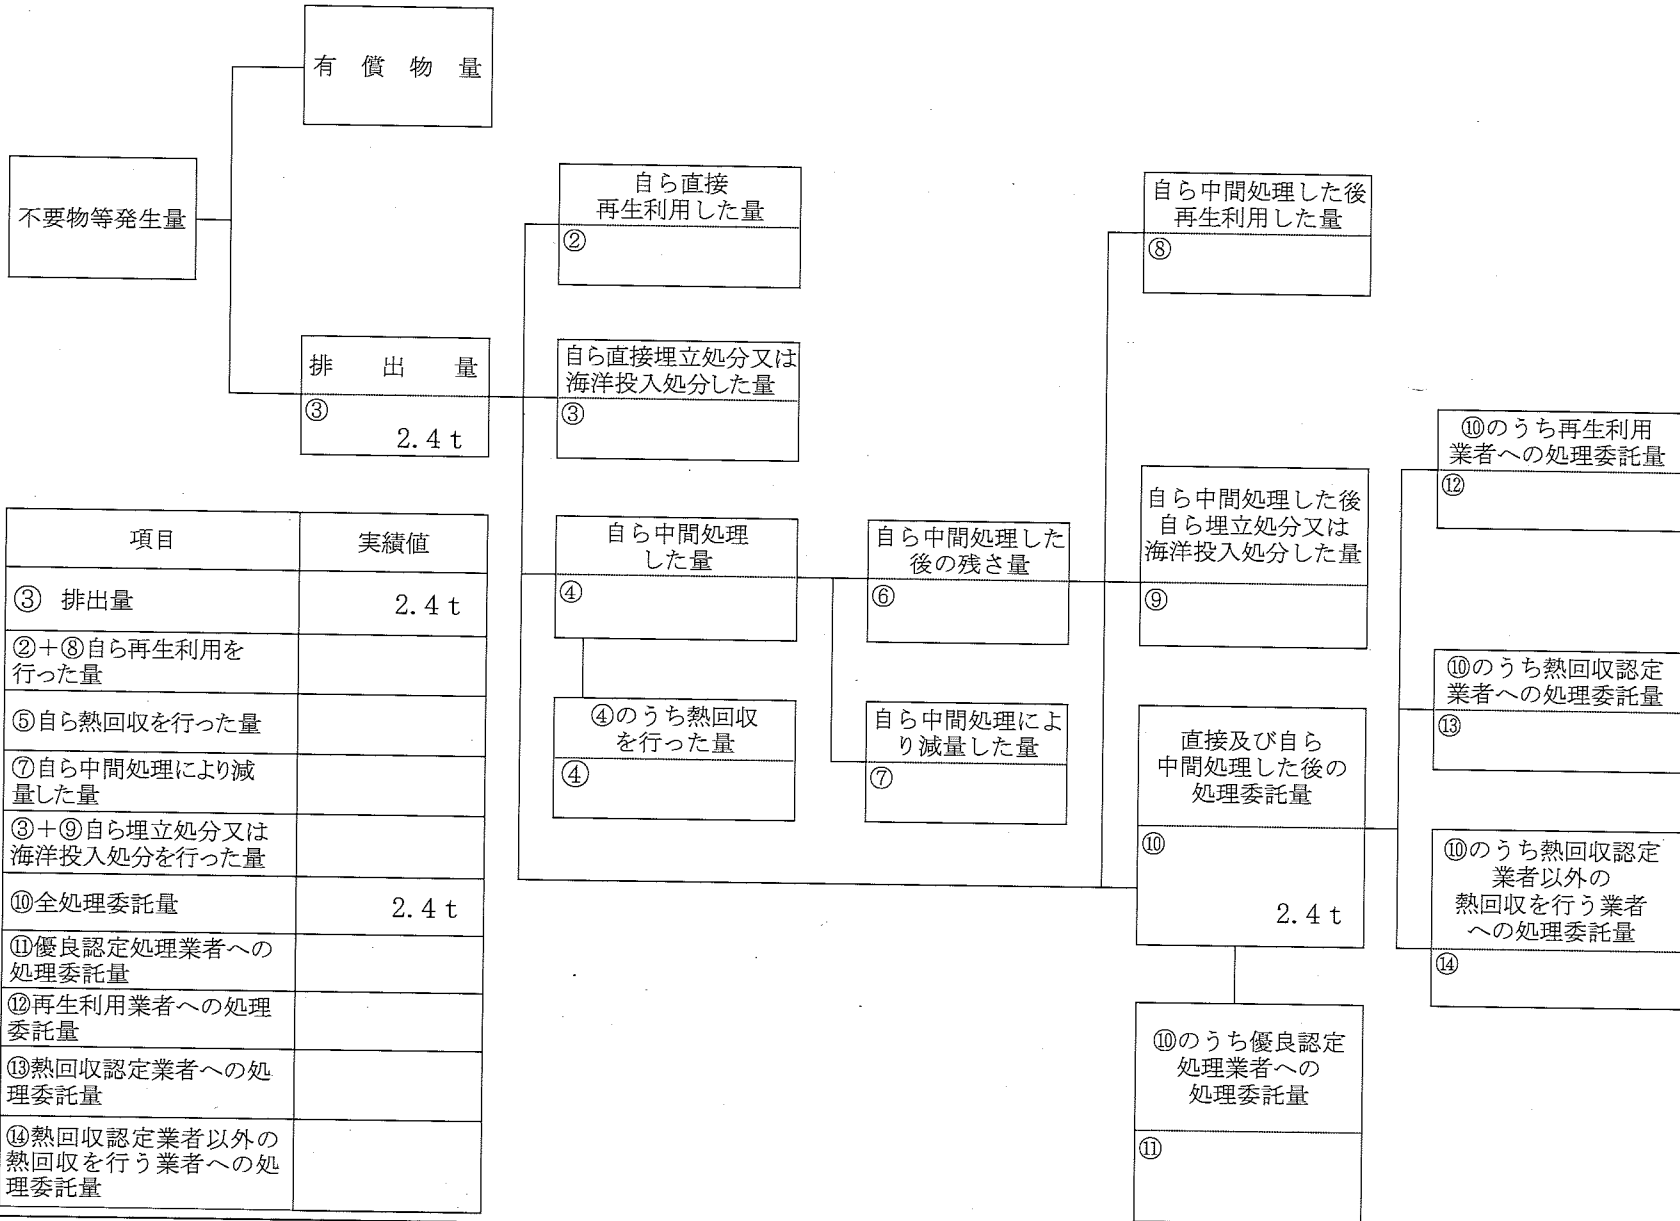 有償物量
不要物等発生量
排出量
③
2.4 t
自ら直接
再生利用した量
②
自ら直接埋立処分又は
海洋投入処分した量
③
自ら中間処理
した量
④
④のうち熱回収
を行った量
④
自ら中間処理した
後の残さ量
⑥
自ら中間処理によ
り減量した量
⑦
自ら中間処理した後
再生利用した量
⑧
自ら中間処理した後
自ら埋立処分又は
海洋投入処分した量
⑨
直接及び自ら
中間処理した後の
処理委託量
⑩
2.4 t
⑩のうち優良認定
処理業者への
処理委託量
⑪
⑩のうち再生利用
業者への処理委託量
⑫
⑩のうち熱回収認定
業者への処理委託量
⑬
⑩のうち熱回収認定
業者以外の
熱回収を行う業者
への処理委託量
⑭
項目 実績値
③ 排出量 2.4 t
②+⑧自ら再生利用を
行った量
⑤自ら熱回収を行った量
⑦自ら中間処理により減
量した量
③+⑨自ら埋立処分又は
海洋投入処分を行った量
⑩全処理委託量 2.4 t
⑪優良認定処理業者への
処理委託量
⑫再生利用業者への処理
委託量
⑬熱回収認定業者への処
理委託量
⑭熱回収認定業者以外の
熱回収を行う業者への処
理委託量